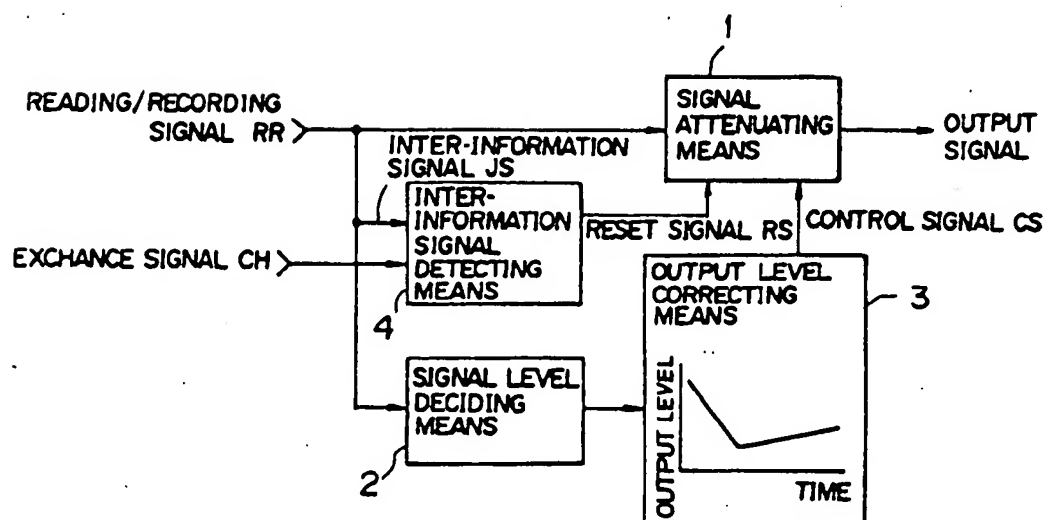 1
READING/RECORDING
SIGNAL RR
SIGNAL
ATTENUATING
MEANS
OUTPUT
SIGNAL
INTER-INFORMATION
SIGNAL JS
INTER-
INFORMATION
SIGNAL
DETECTING
MEANS
RESET SIGNAL RS
CONTROL SIGNAL CS
EXCHANCE SIGNAL CH
4
OUTPUT LEVEL
CORRECTING
MEANS
3
SIGNAL LEVEL
DECIDING
MEANS
2
OUTPUT LEVEL
TIME